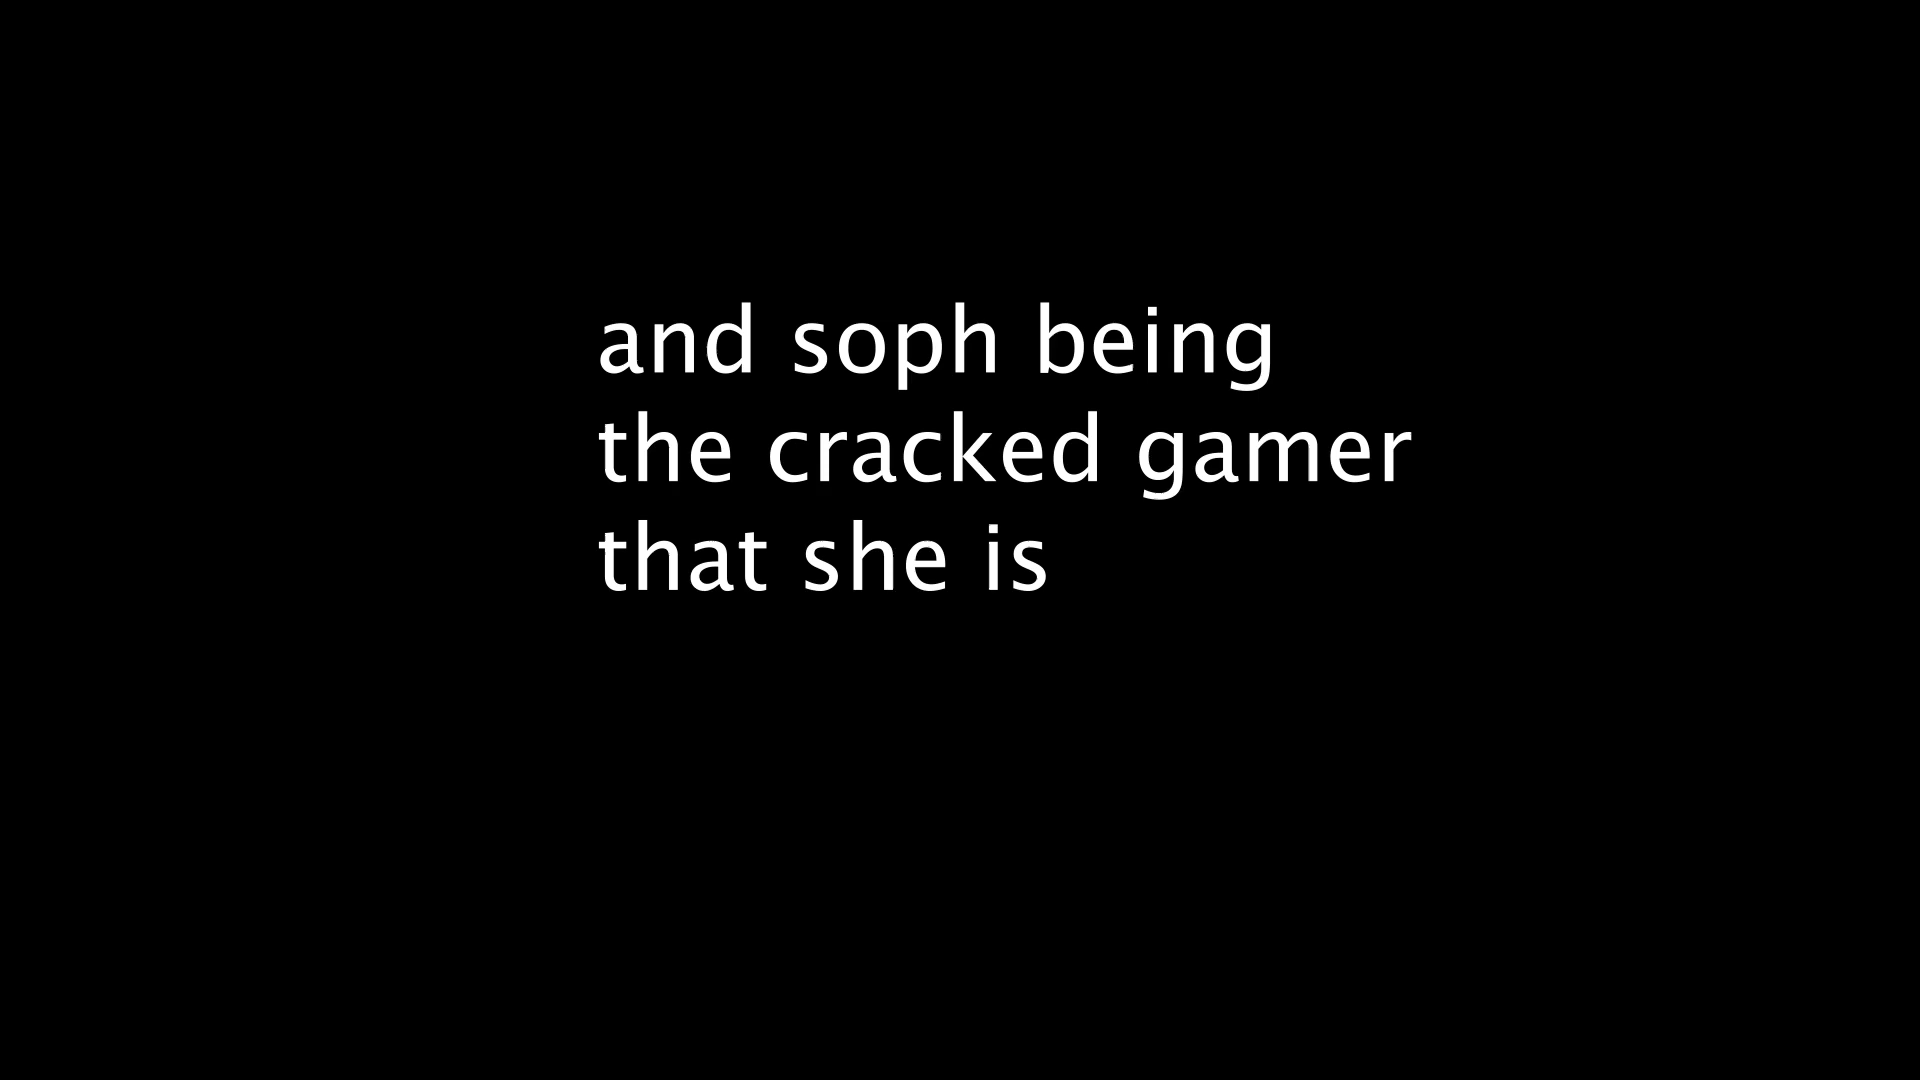 and soph being
the cracked gamer
that she is